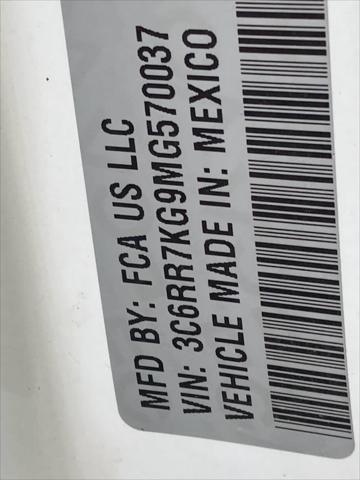 MFD BY: FCA US LLC
VIN: 3C6RR7KG9MG570037
VEHICLE MADE IN: MEXICO